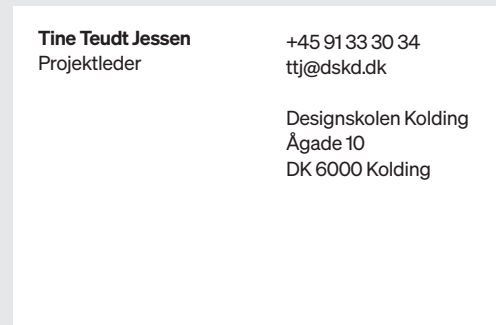 Tine Teudt Jessen
Projektleder
+45 91 33 30 34
ttj@dskd.dk
Designskolen Kolding
Ågade 10
DK 6000 Kolding